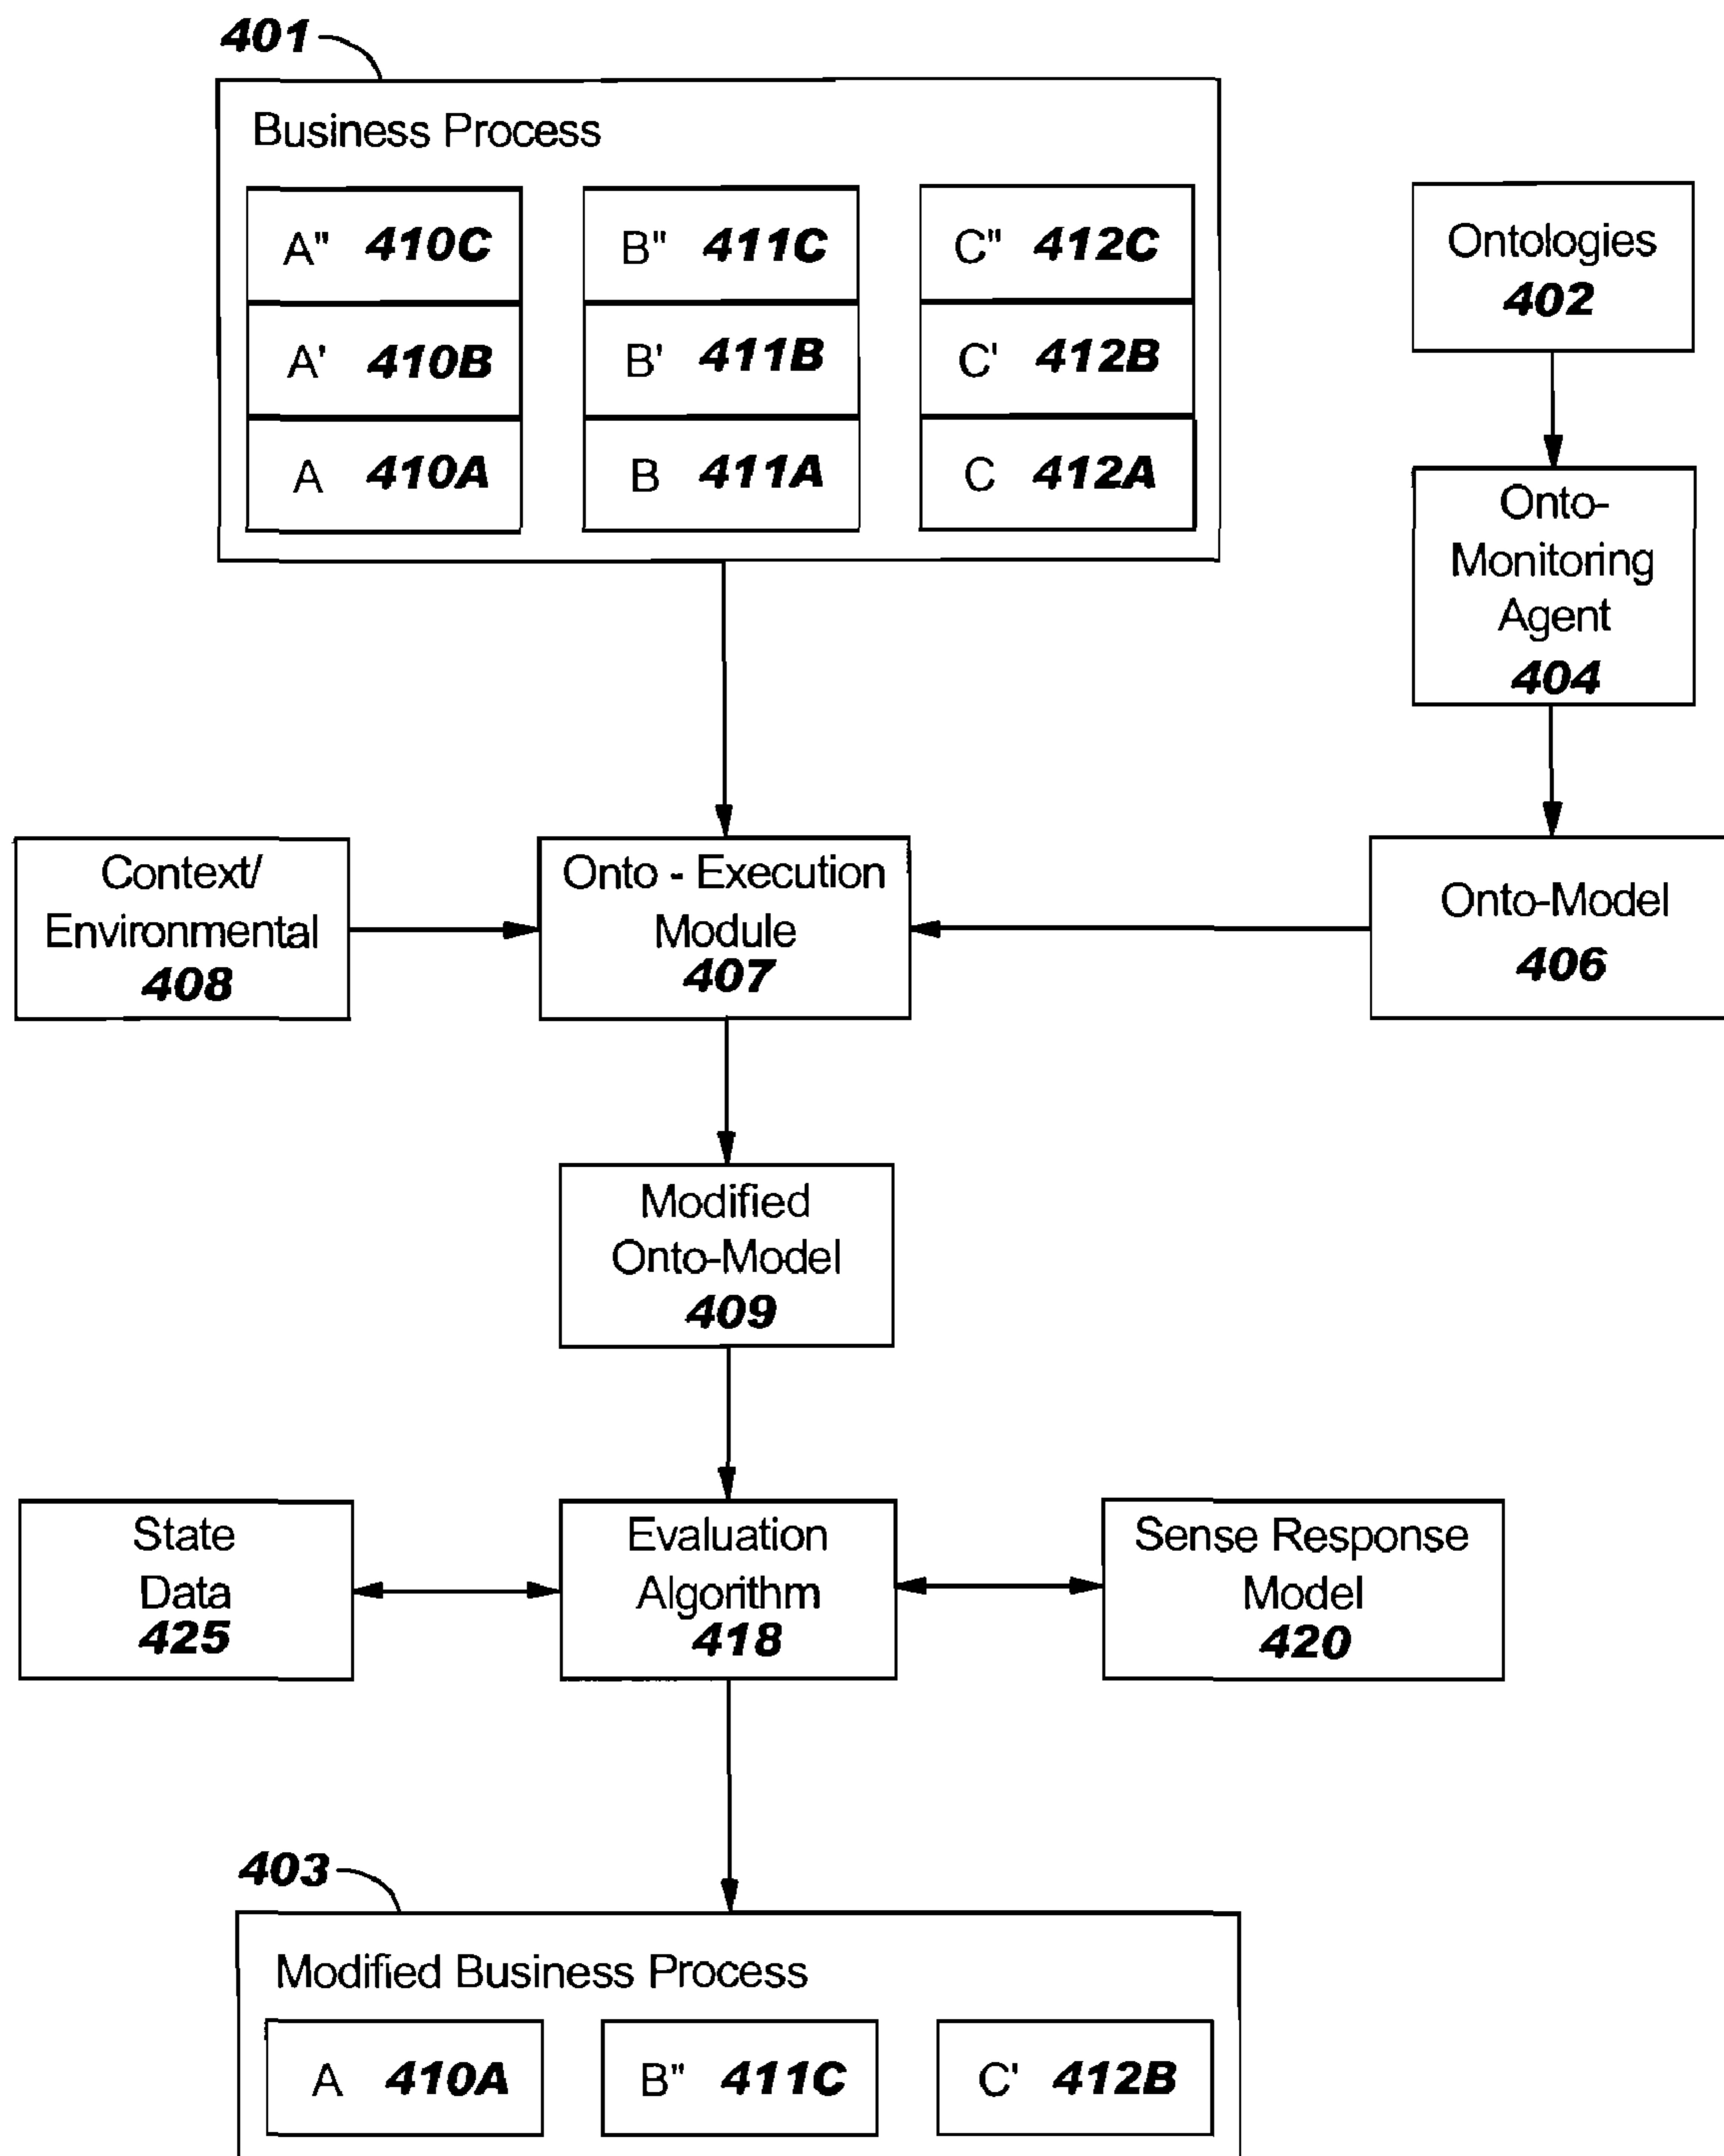 401
Business Process
A" 410C B" 411C C" 412C
A' 410B B' 411B C' 412B
A 410A B 411A C 412A
Ontologies
402
Onto-
Monitoring
Agent
404
Context/
Environmental
408
Onto - Execution
Module
407
Onto-Model
406
Modified
Onto-Model
409
State
Data
425
Evaluation
Algorithm
418
Sense Response
Model
420
403
Modified Business Process
A 410A B" 411C C' 412B